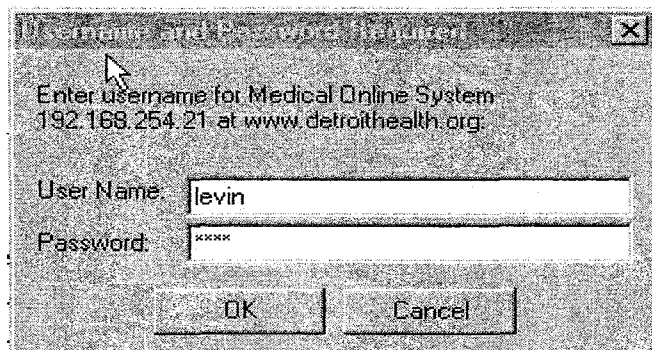 Username and Password Required
Enter username for Medical Online System
192.168.254.21 at www.detroithealth.org:
User Name: levin
Password: ****
OK Cancel